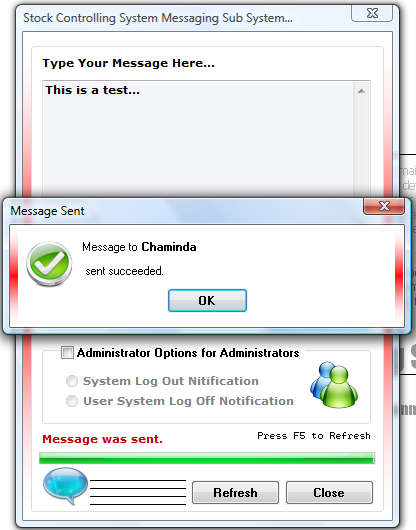 Stock Controlling System Messaging Sub System...
Type Your Message Here...
This is a test...
Message Sent
Message to Chaminda
sent succeeded.
OK
Administrator Options for Administrators
System Log Out Nitification
User System Log Off Notification
Message was sent.
Press F5 to Refresh
Refresh
Close